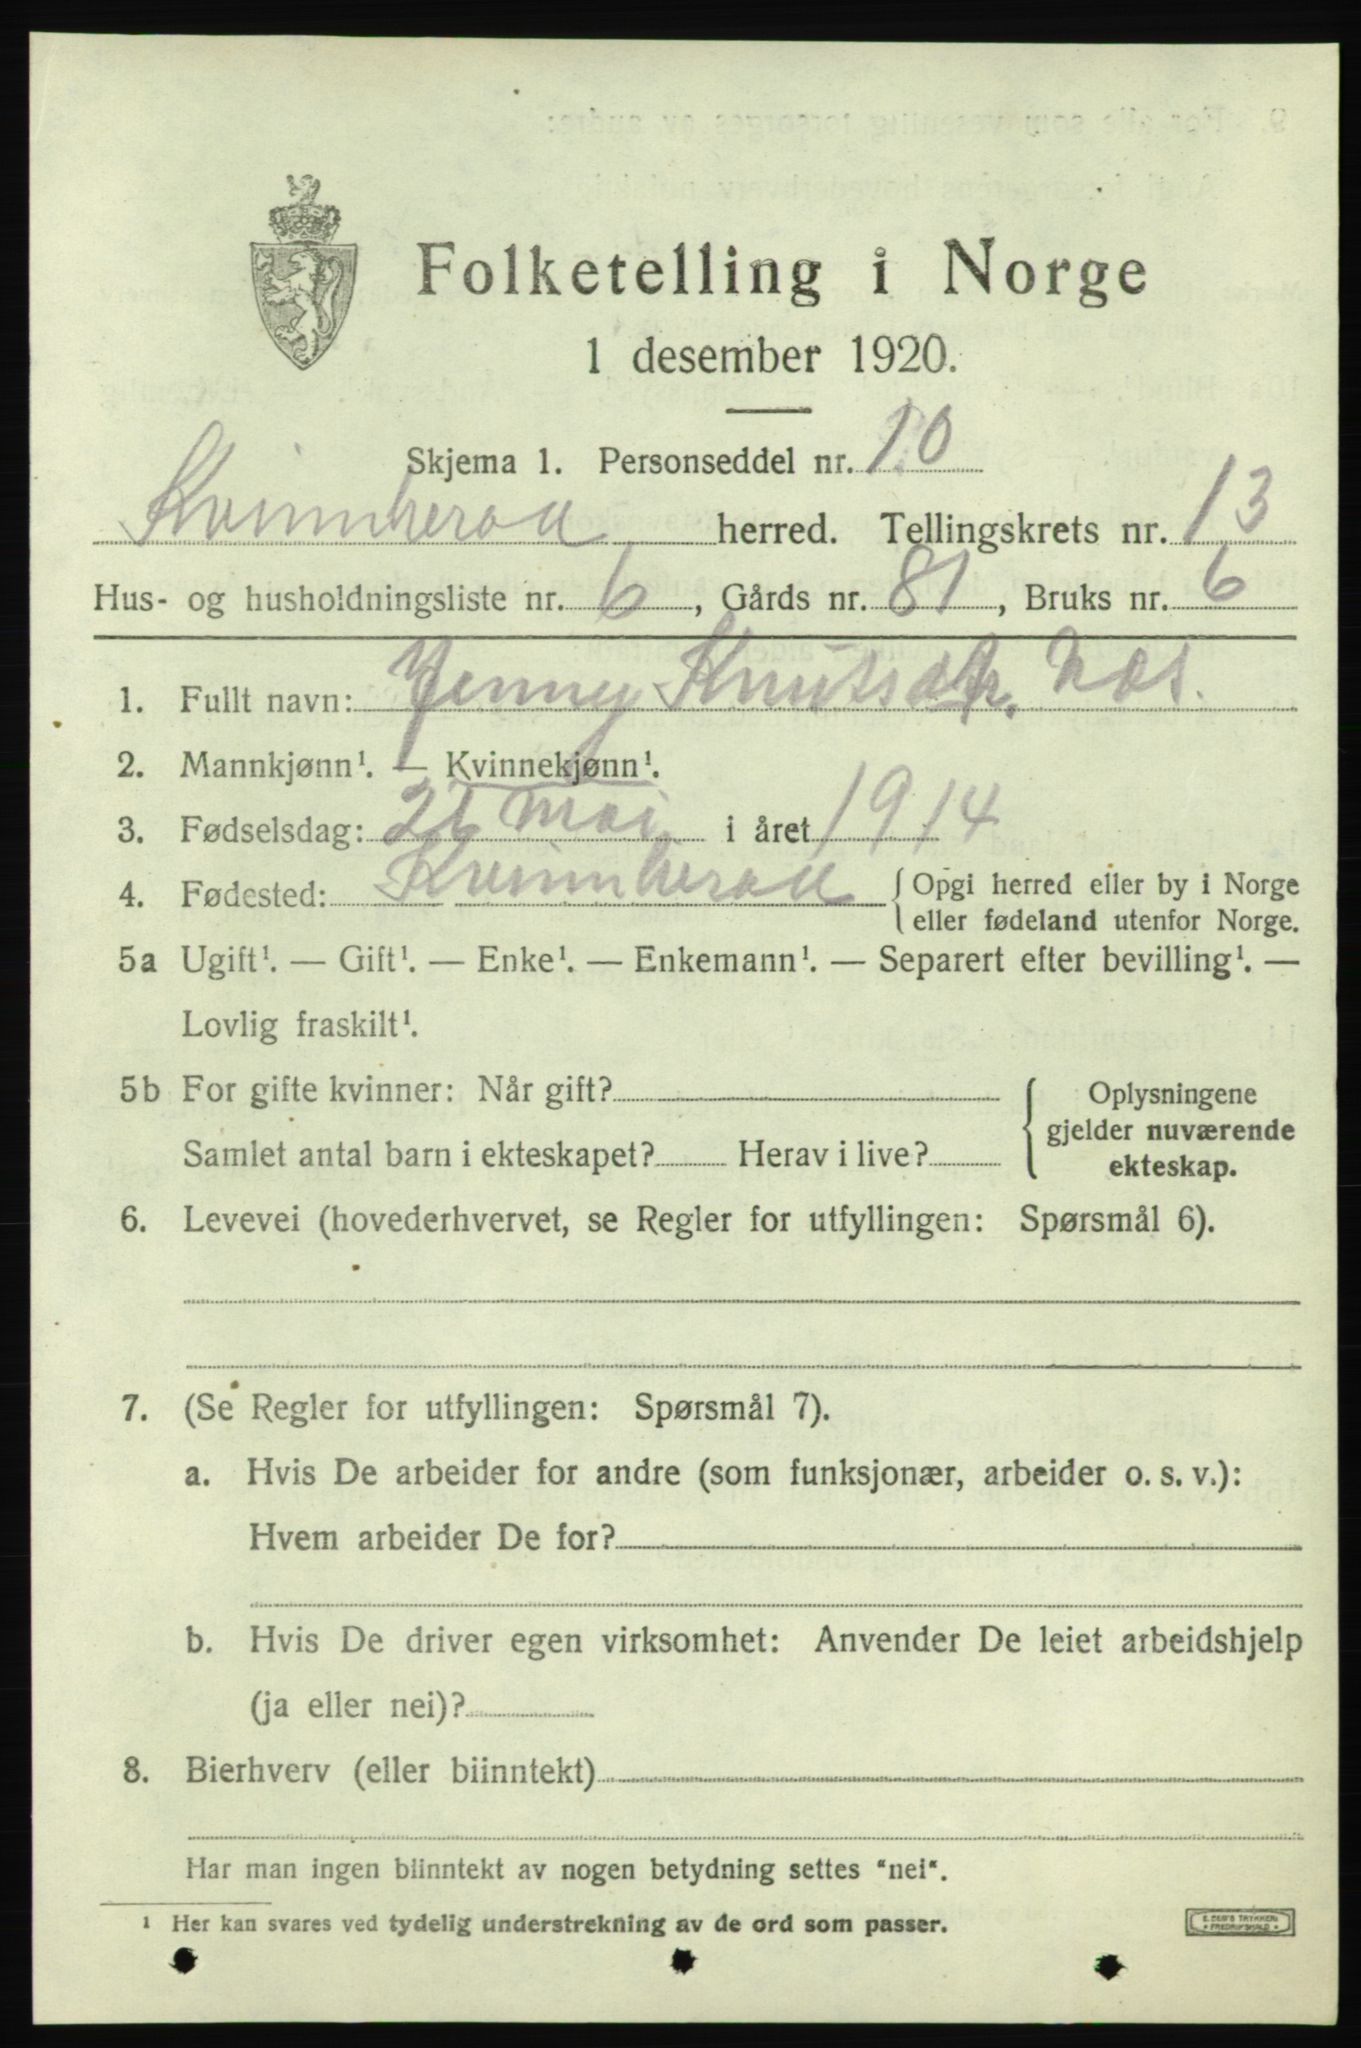 Folketelling i Norge
1 desember 1920.
Skjema 1. Personseddel nr. 10
Kvinnherad herred. Tellingskrets nr. 13
Hus- og husholdningsliste nr. 6, Gårds nr. 81, Bruks nr. 6
1. Fullt navn: Jenny Knutsdtr. Næs.
2. Mannkjønn¹. — Kvinnekjønn¹.
3. Fødselsdag: mai i året 1914
4. Fødested: Kvinnherad { Opgi herred eller by i Norge
eller fødeland utenfor Norge.
5a Ugift¹. — Gift¹. — Enke¹. — Enkemann¹. — Separert efter bevilling¹. —
Lovlig fraskilt¹.
5b For gifte kvinner: Når gift? { Oplysningene
gjelder nuværende
Samlet antal barn i ekteskapet? Herav i live?
ekteskap.
6. Levevei (hovederhvervet, se Regler for utfyllingen: Spørsmål 6).
7. (Se Regler for utfyllingen: Spørsmål 7).
a. Hvis De arbeider for andre (som funksjonær, arbeider o. s. v.):
Hvem arbeider De for?
b. Hvis De driver egen virksomhet: Anvender De leiet arbeidshjelp
(ja eller nei)?
8. Bierhverv (eller biinntekt)
Har man ingen biinntekt av nogen betydning settes "nei".
¹ Her kan svares ved tydelig understrekning av de ord som passer.